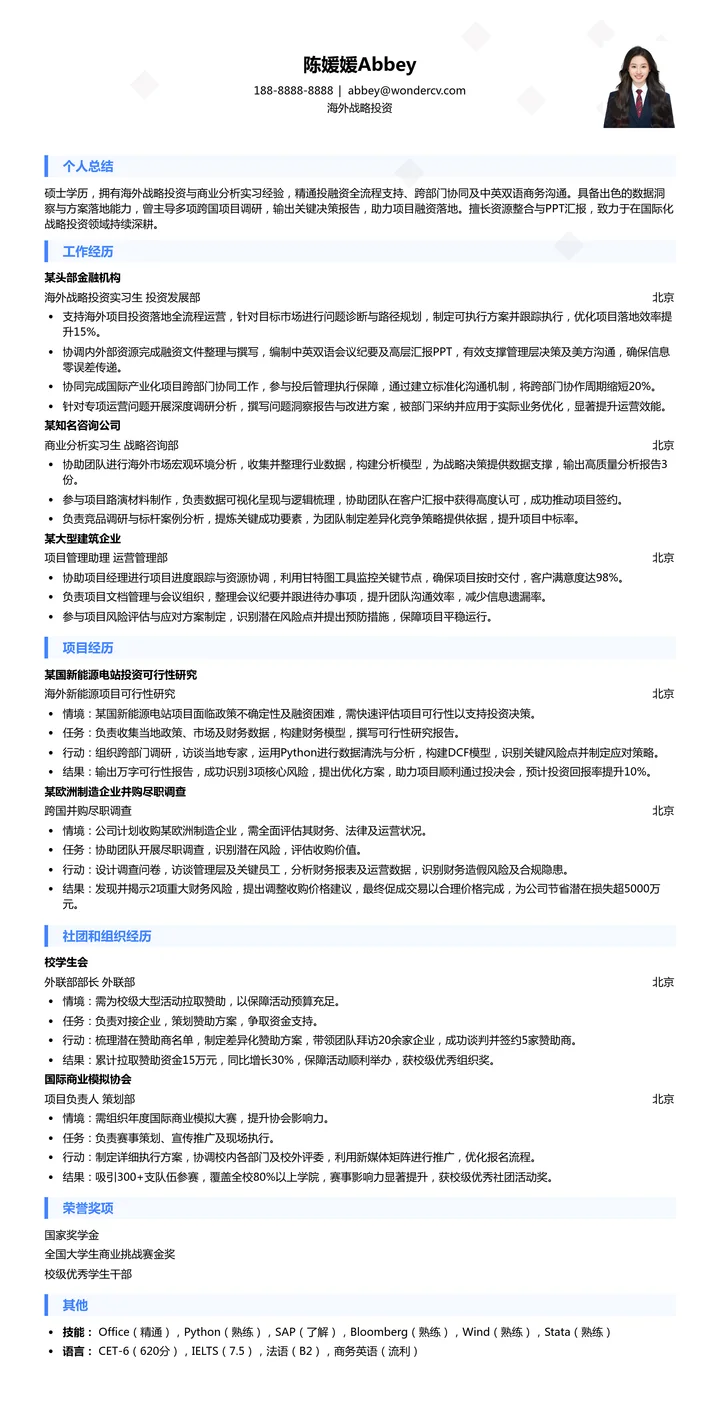 陈媛媛Abbey
188-8888-8888 | abbey@wondercv.com
海外战略投资
个人总结
硕士学历，拥有海外战略投资与商业分析实习经验，精通投融资全流程支持、跨部门协同及中英双语商务沟通。具备出色的数据洞
察与方案落地能力，曾主导多项跨国项目调研，输出关键决策报告，助力项目融资落地。擅长资源整合与PPT汇报，致力于在国际化
战略投资领域持续深耕。
工作经历
某头部金融机构
海外战略投资实习生 投资发展部 北京
• 支持海外项目投资落地全流程运营，针对目标市场进行问题诊断与路径规划，制定可执行方案并跟踪执行，优化项目落地效率提
升15%。
• 协调内外部资源完成融资文件整理与撰写，编制中英双语会议纪要及高层汇报PPT，有效支撑管理层决策及美方沟通，确保信息
零误差传递。
• 协同完成国际产业化项目跨部门协同工作，参与投后管理执行保障，通过建立标准化沟通机制，将跨部门协作周期缩短20%。
• 针对专项运营问题开展深度调研分析，撰写问题洞察报告与改进方案，被部门采纳并应用于实际业务优化，显著提升运营效能。
某知名咨询公司
商业分析实习生 战略咨询部 北京
• 协助团队进行海外市场宏观环境分析，收集并整理行业数据，构建分析模型，为战略决策提供数据支撑，输出高质量分析报告3
份。
• 参与项目路演材料制作，负责数据可视化呈现与逻辑梳理，协助团队在客户汇报中获得高度认可，成功推动项目签约。
• 负责竞品调研与标杆案例分析，提炼关键成功要素，为团队制定差异化竞争策略提供依据，提升项目中标率。
某大型建筑企业
项目管理助理 运营管理部 北京
• 协助项目经理进行项目进度跟踪与资源协调，利用甘特图工具监控关键节点，确保项目按时交付，客户满意度达98%。
• 负责项目文档管理与会议组织，整理会议纪要并跟进待办事项，提升团队沟通效率，减少信息遗漏率。
• 参与项目风险评估与应对方案制定，识别潜在风险点并提出预防措施，保障项目平稳运行。
项目经历
某国新能源电站投资可行性研究
海外新能源项目可行性研究 北京
• 情境：某国新能源电站项目面临政策不确定性及融资困难，需快速评估项目可行性以支持投资决策。
• 任务：负责收集当地政策、市场及财务数据，构建财务模型，撰写可行性研究报告。
• 行动：组织跨部门调研，访谈当地专家，运用Python进行数据清洗与分析，构建DCF模型，识别关键风险点并制定应对策略。
• 结果：输出万字可行性报告，成功识别3项核心风险，提出优化方案，助力项目顺利通过投决会，预计投资回报率提升10%。
某欧洲制造企业并购尽职调查
跨国并购尽职调查 北京
• 情境：公司计划收购某欧洲制造企业，需全面评估其财务、法律及运营状况。
• 任务：协助团队开展尽职调查，识别潜在风险，评估收购价值。
• 行动：设计调查问卷，访谈管理层及关键员工，分析财务报表及运营数据，识别财务造假风险及合规隐患。
• 结果：发现并揭示2项重大财务风险，提出调整收购价格建议，最终促成交易以合理价格完成，为公司节省潜在损失超5000万
元。
社团和组织经历
校学生会
外联部部长 外联部 北京
• 情境：需为校级大型活动拉取赞助，以保障活动预算充足。
• 任务：负责对接企业，策划赞助方案，争取资金支持。
• 行动：梳理潜在赞助商名单，制定差异化赞助方案，带领团队拜访20余家企业，成功谈判并签约5家赞助商。
• 结果：累计拉取赞助资金15万元，同比增长30%，保障活动顺利举办，获校级优秀组织奖。
国际商业模拟协会
项目负责人 策划部 北京
• 情境：需组织年度国际商业模拟大赛，提升协会影响力。
• 任务：负责赛事策划、宣传推广及现场执行。
• 行动：制定详细执行方案，协调校内各部门及校外评委，利用新媒体矩阵进行推广，优化报名流程。
• 结果：吸引300+支队伍参赛，覆盖全校80%以上学院，赛事影响力显著提升，获校级优秀社团活动奖。
荣誉奖项
国家奖学金
全国大学生商业挑战赛金奖
校级优秀学生干部
其他
• 技能： Office（精通），Python（熟练），SAP（了解），Bloomberg（熟练），Wind（熟练），Stata（熟练）
• 语言： CET-6（620分），IELTS（7.5），法语（B2），商务英语（流利）